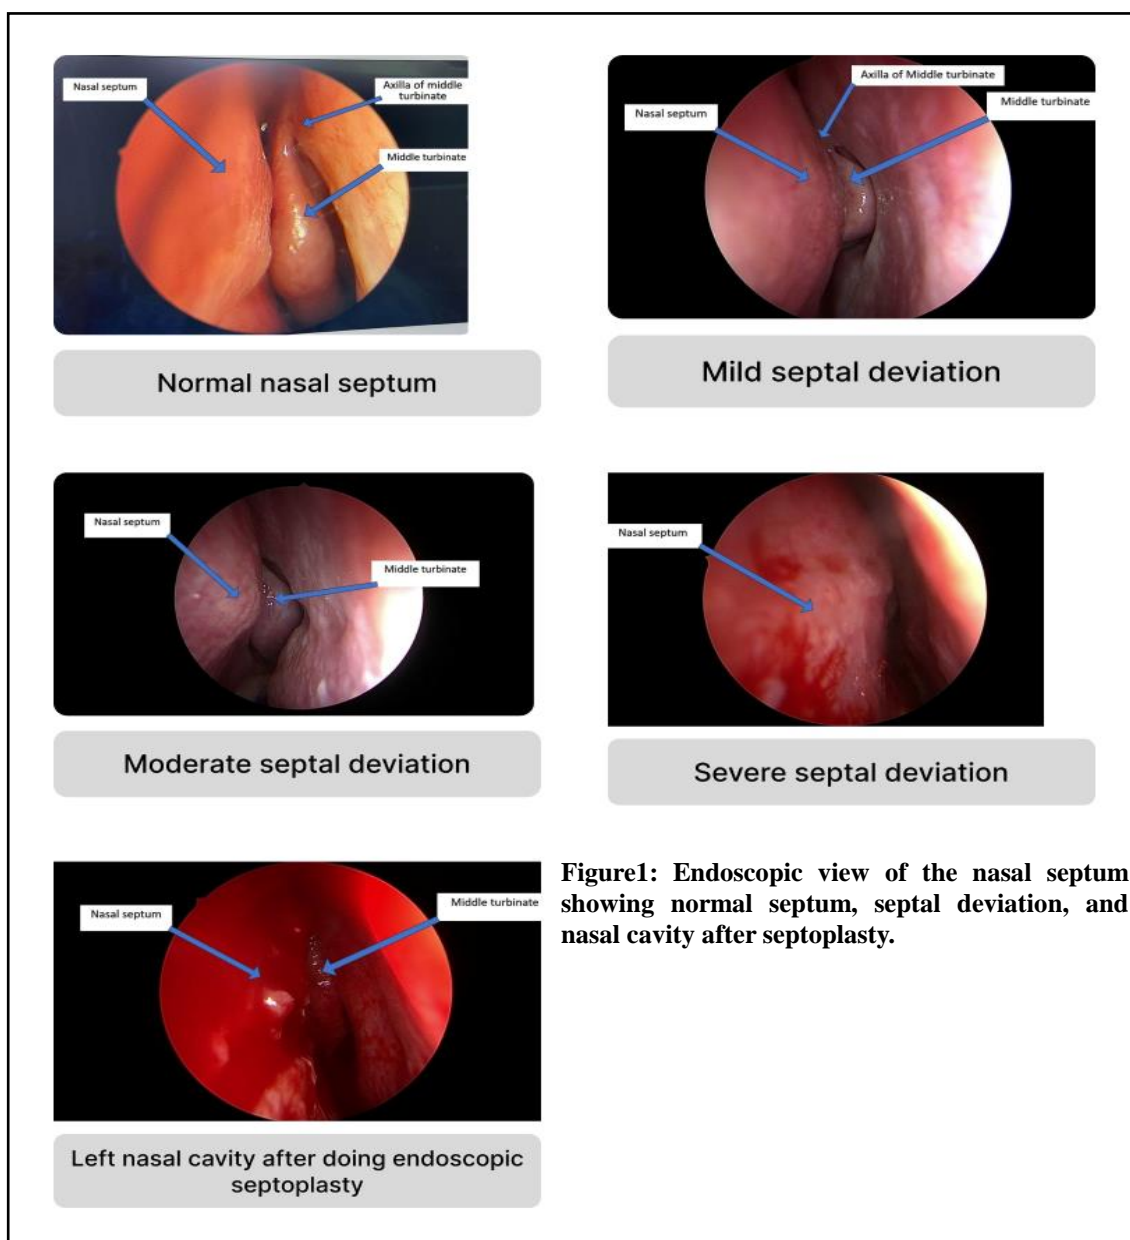 Nasal septum
Axilla of middle
turbinate
Middle turbinate
Normal nasal septum
Axilla of Middle turbinate
Middle turbinate
Nasal septum
Mild septal deviation
Nasal septum
Middle turbinate
Moderate septal deviation
Nasal septum
Severe septal deviation
Nasal septum
Middle turbinate
Left nasal cavity after doing endoscopic
septoplasty
Figure1: Endoscopic view of the nasal septum
showing normal septum, septal deviation, and
nasal cavity after septoplasty.